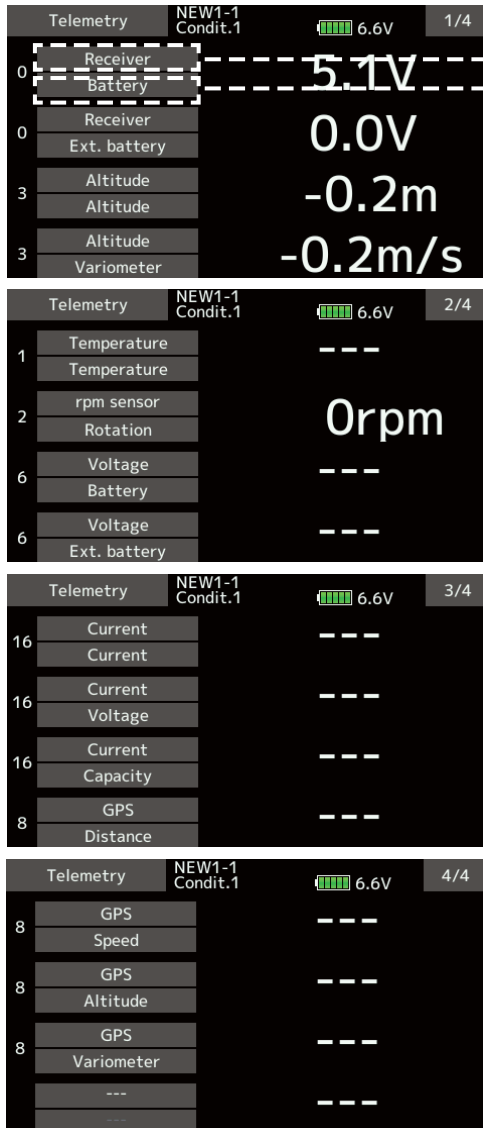 Telemetry NEW1-1 Condit.1 6.6V 1/4
0 Receiver Battery 5.1V
0 Receiver Ext. battery 0.0V
3 Altitude Altitude -0.2m
3 Altitude Variometer -0.2m/s
Telemetry NEW1-1 Condit.1 6.6V 2/4
1 Temperature Temperature ---
2 rpm sensor Rotation 0rpm
6 Voltage Battery ---
6 Voltage Ext. battery ---
Telemetry NEW1-1 Condit.1 6.6V 3/4
16 Current Current ---
16 Current Voltage ---
16 Current Capacity ---
8 GPS Distance ---
Telemetry NEW1-1 Condit.1 6.6V 4/4
8 GPS Speed ---
8 GPS Altitude ---
8 GPS Variometer ---
--- --- ---